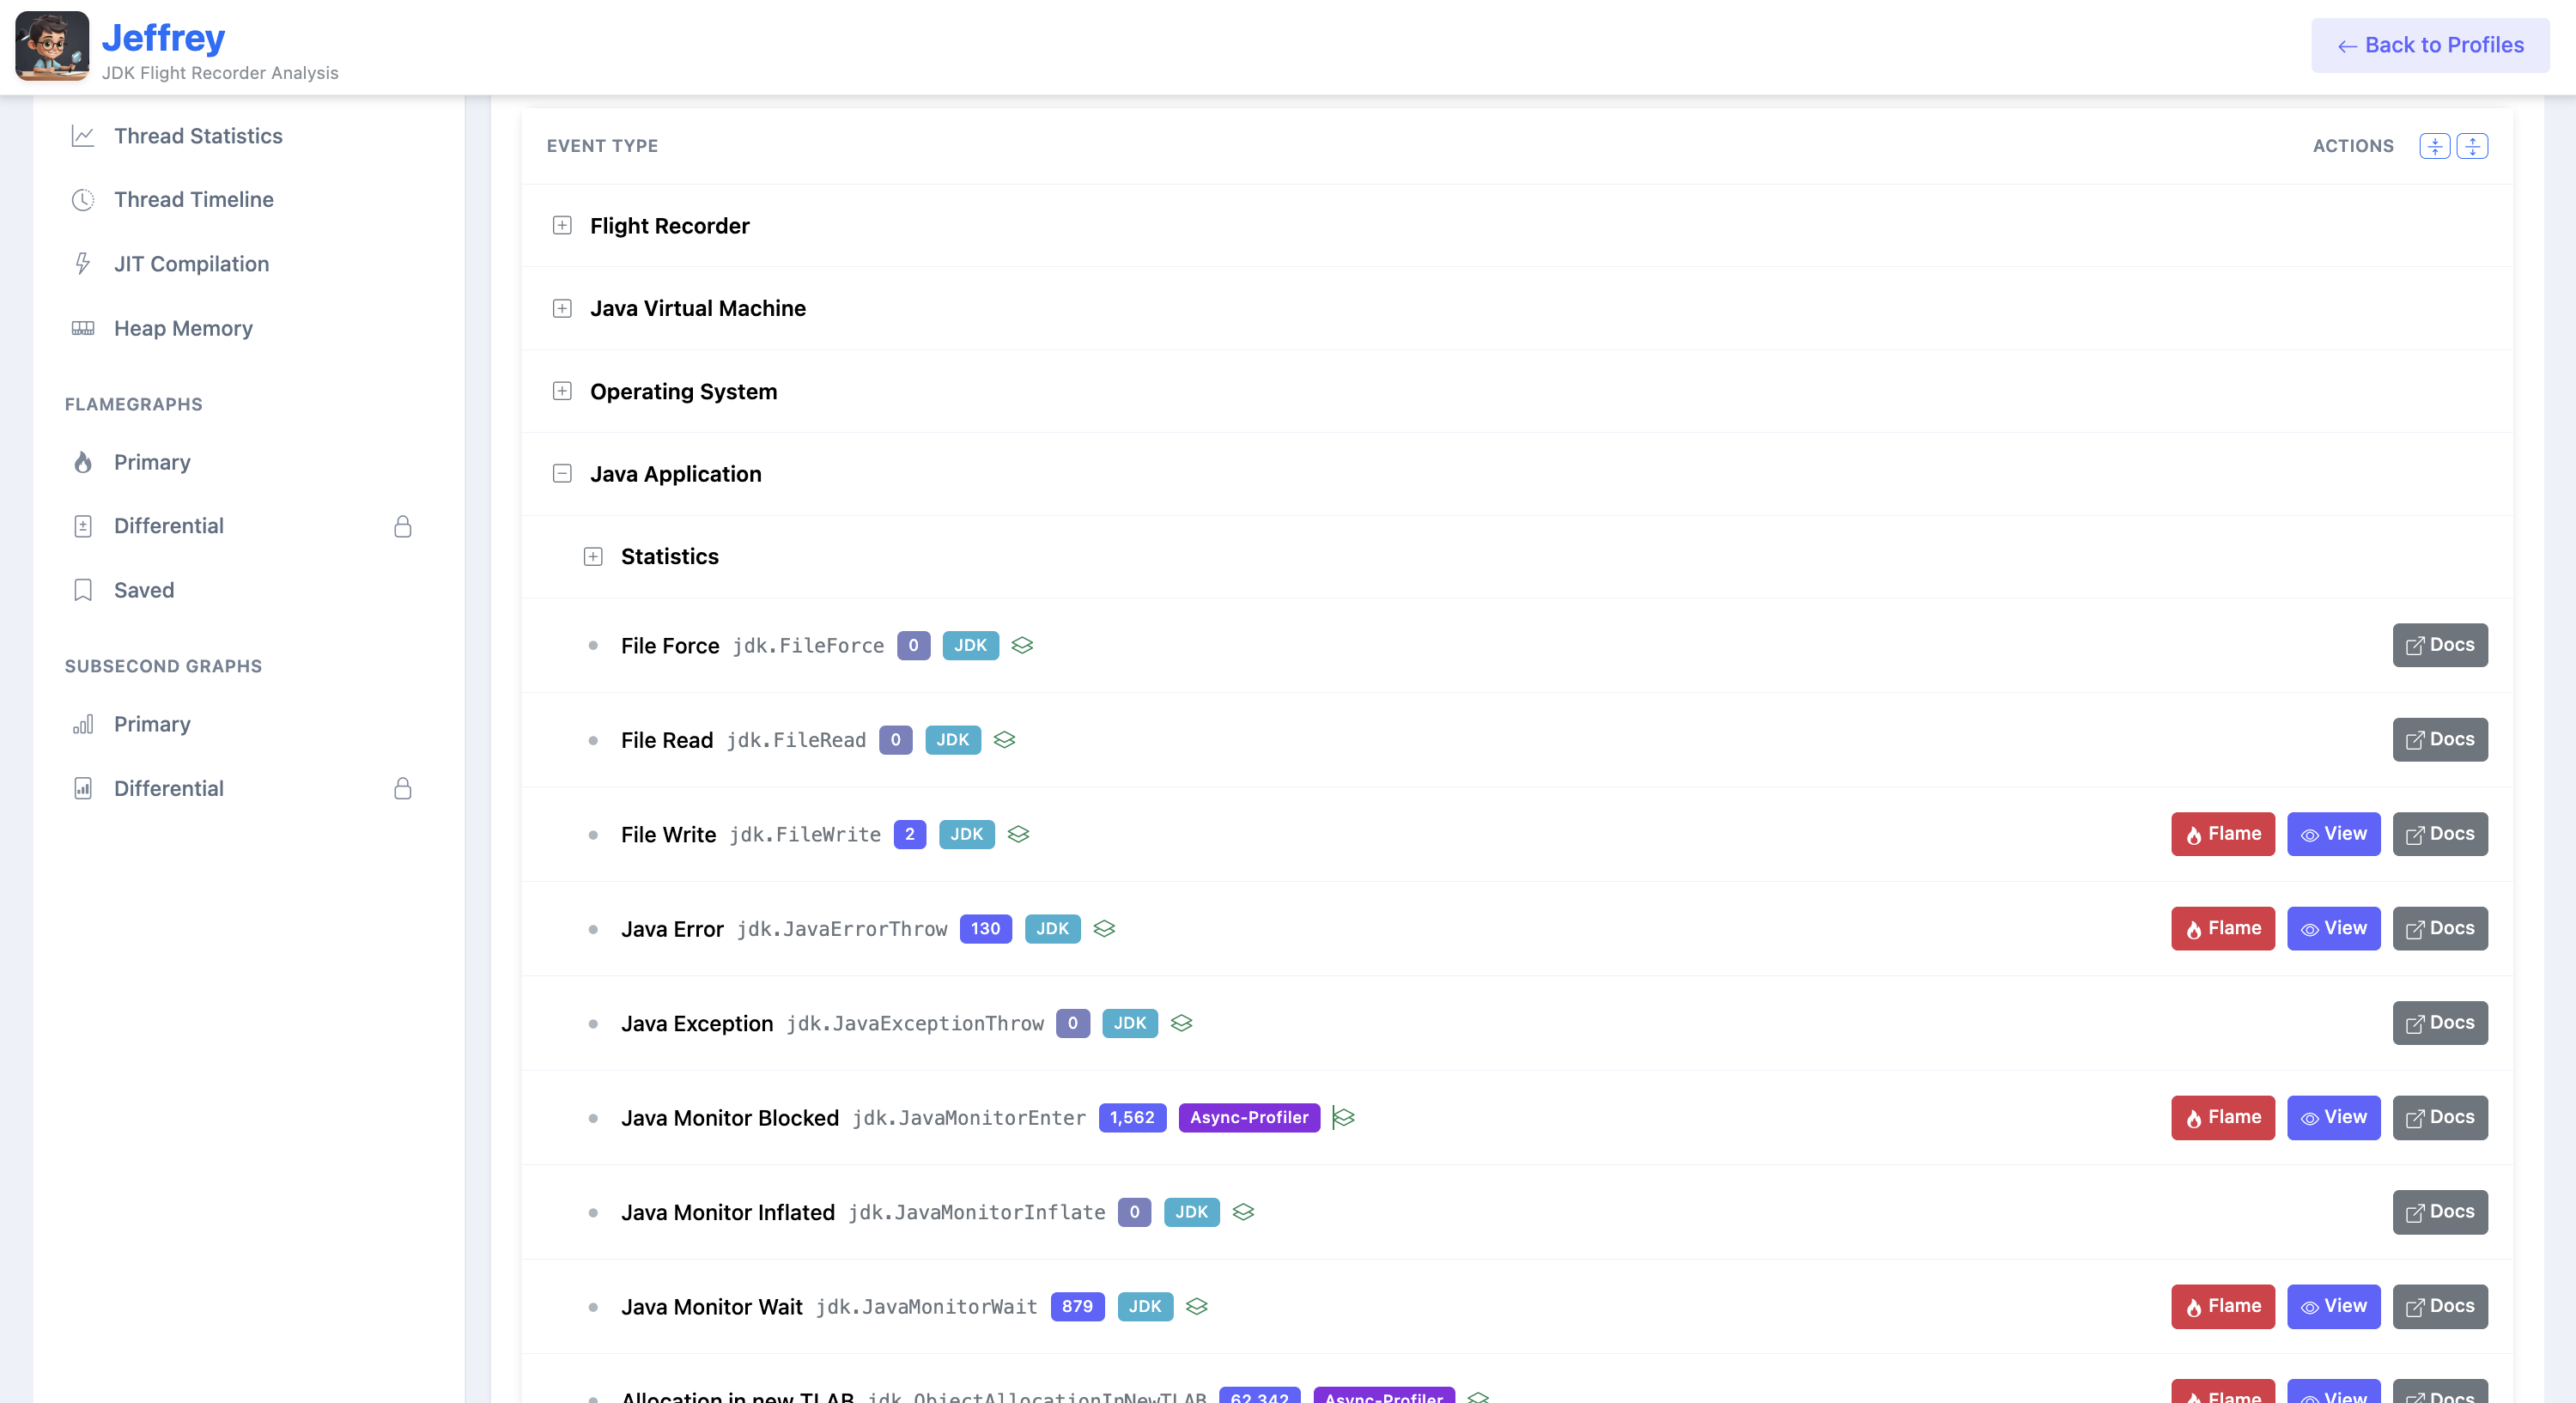 Jeffrey
JDK Flight Recorder Analysis
← Back to Profiles
Thread Statistics
Thread Timeline
JIT Compilation
Heap Memory
FLAMEGRAPHS
Primary
Differential
Saved
SUBSECOND GRAPHS
Primary
Differential
EVENT TYPE ACTIONS
Flight Recorder
Java Virtual Machine
Operating System
Java Application
Statistics
File Force jdk.FileForce 0 JDK Docs
File Read jdk.FileRead 0 JDK Docs
File Write jdk.FileWrite 2 JDK Flame View Docs
Java Error jdk.JavaErrorThrow 130 JDK Flame View Docs
Java Exception jdk.JavaExceptionThrow 0 JDK Docs
Java Monitor Blocked jdk.JavaMonitorEnter 1,562 Async-Profiler Flame View Docs
Java Monitor Inflated jdk.JavaMonitorInflate 0 JDK Docs
Java Monitor Wait jdk.JavaMonitorWait 879 JDK Flame View Docs
Allocation in new TLAB jdk.ObjectAllocationInNewTLAB 62,342 Async-Profiler Flame View Docs